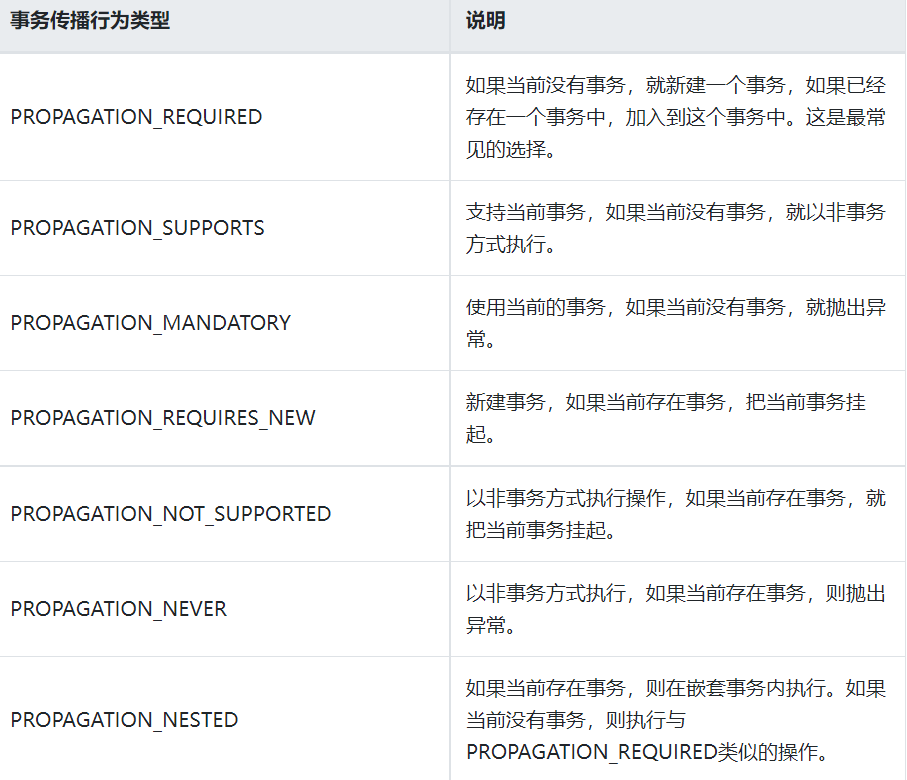 事务传播行为类型
说明
PROPAGATION_REQUIRED
如果当前没有事务，就新建一个事务，如果已经
存在一个事务中，加入到这个事务中。这是最常
见的选择。
PROPAGATION_SUPPORTS
支持当前事务，如果当前没有事务，就以非事务
方式执行。
PROPAGATION_MANDATORY
使用当前的事务，如果当前没有事务，就抛出异
常。
PROPAGATION_REQUIRES_NEW
新建事务，如果当前存在事务，把当前事务挂
起。
PROPAGATION_NOT_SUPPORTED
以非事务方式执行操作，如果当前存在事务，就
把当前事务挂起。
PROPAGATION_NEVER
以非事务方式执行，如果当前存在事务，则抛出
异常。
PROPAGATION_NESTED
如果当前存在事务，则在嵌套事务内执行。如果
当前没有事务，则执行与
PROPAGATION_REQUIRED类似的操作。